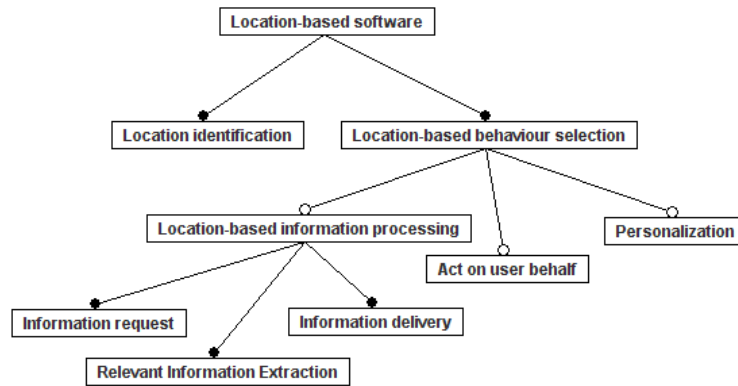 Location-based software
Location identification
Location-based behaviour selection
Location-based information processing
Personalization
Act on user behalf
Information request
Information delivery
Relevant Information Extraction